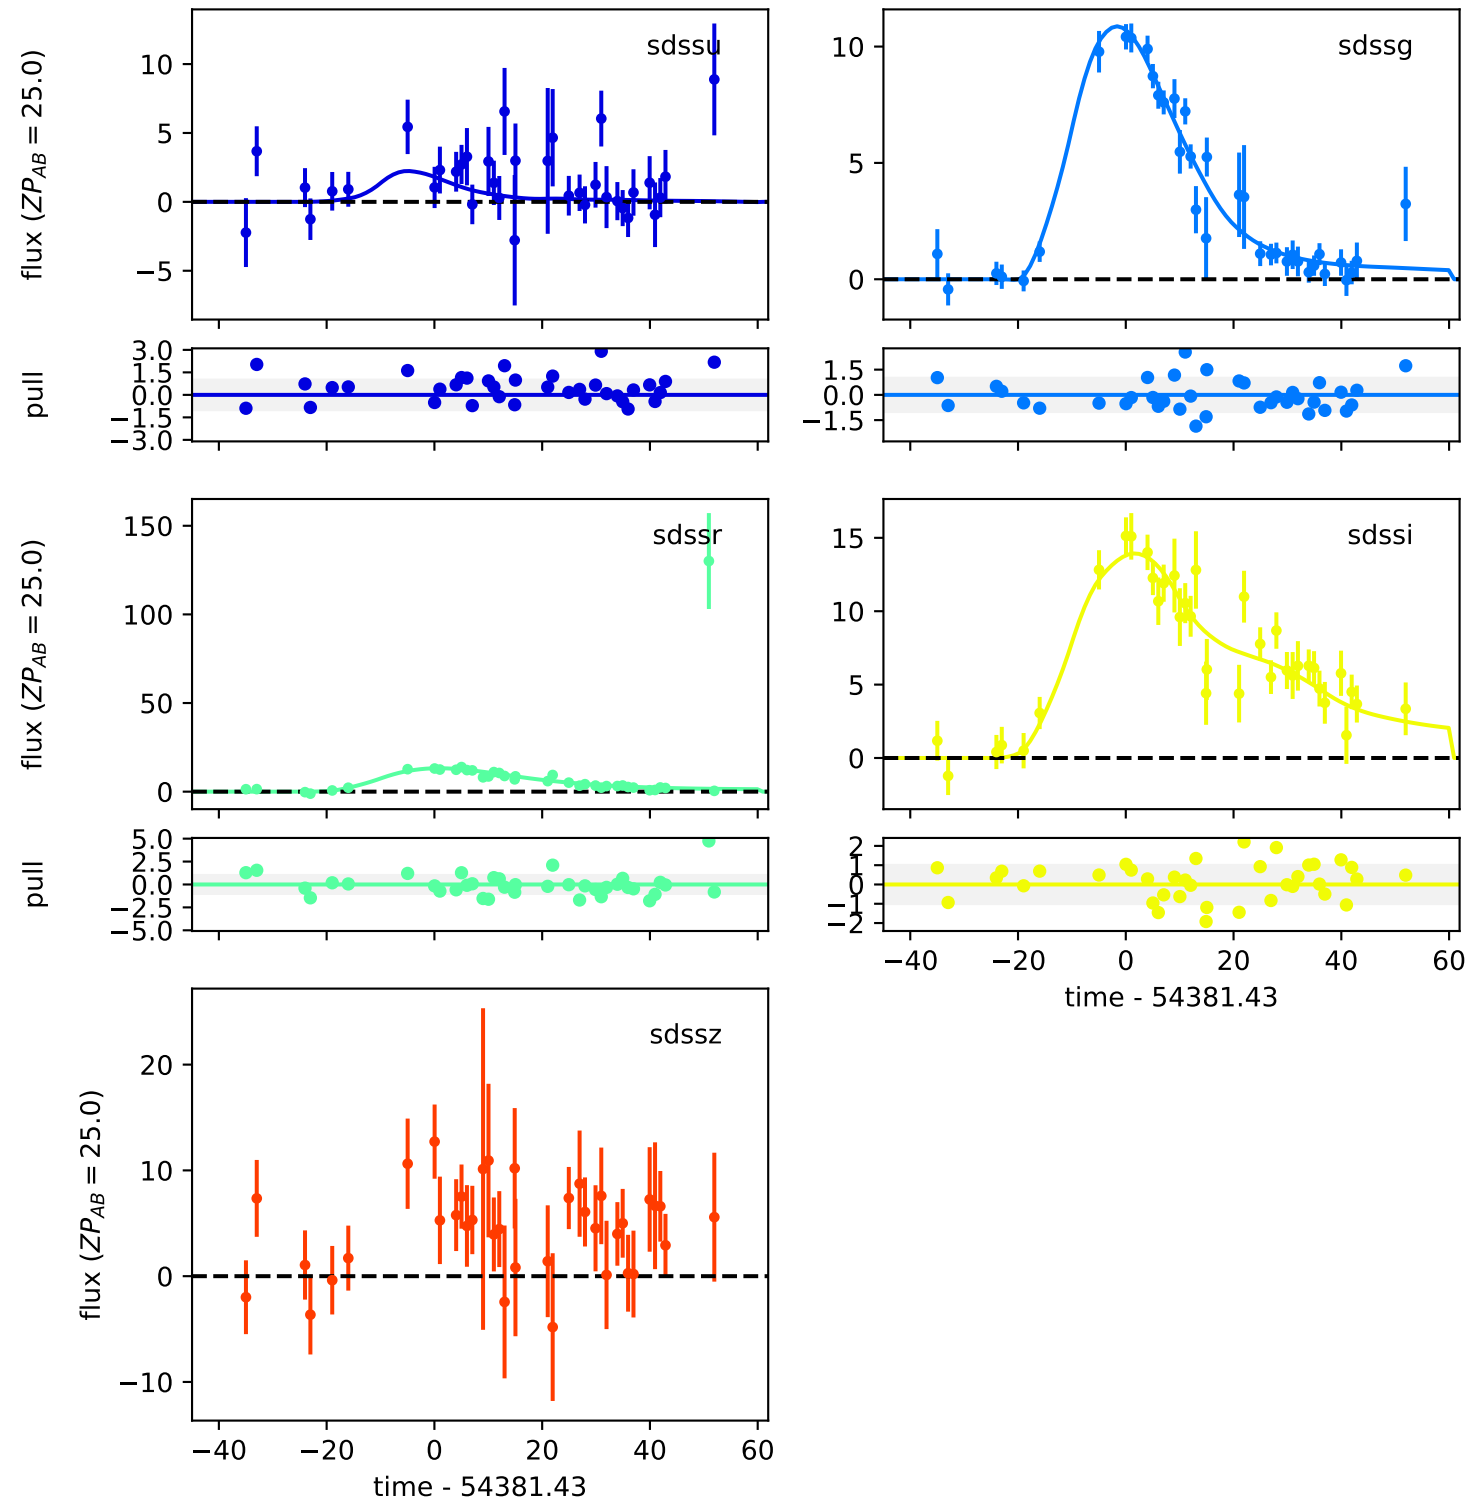 sdssu
flux (ZP_AB = 25.0)
10
5
0
−5
sdssg
10
5
0
pull
3.0
1.5
0.0
−1.5
−3.0
1.5
0.0
−1.5
sdssr
flux (ZP_AB = 25.0)
150
100
50
0
sdssi
15
10
5
0
pull
5.0
2.5
0.0
−2.5
−5.0
2
1
0
−1
−2
−40 −20 0 20 40 60
time - 54381.43
sdssz
flux (ZP_AB = 25.0)
20
10
0
−10
−40 −20 0 20 40 60
time - 54381.43